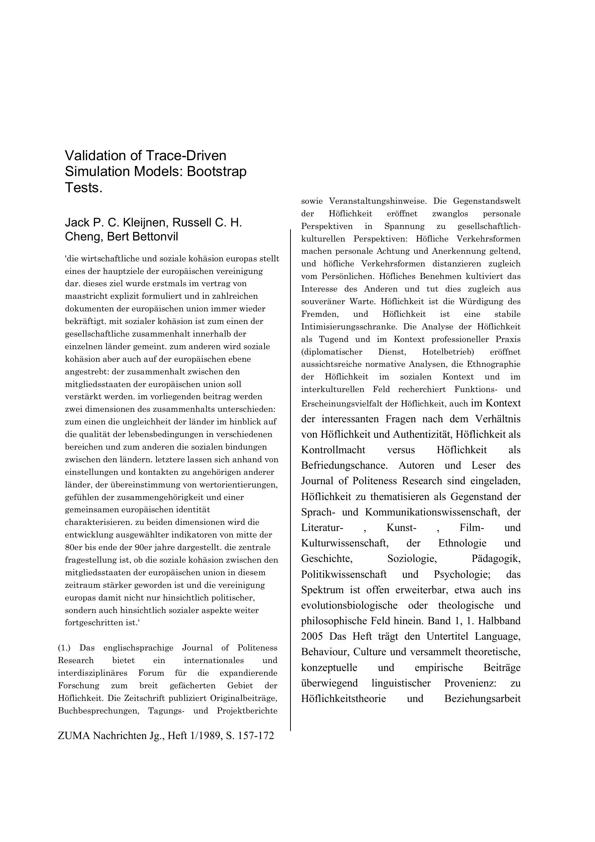 Validation of Trace-Driven
Simulation Models: Bootstrap
Tests.
Jack P. C. Kleijnen, Russell C. H.
Cheng, Bert Bettonvil
'die wirtschaftliche und soziale kohäsion europas stellt
eines der hauptziele der europäischen vereinigung
dar. dieses ziel wurde erstmals im vertrag von
maastricht explizit formuliert und in zahlreichen
dokumenten der europäischen union immer wieder
bekräftigt. mit sozialer kohäsion ist zum einen der
gesellschaftliche zusammenhalt innerhalb der
einzelnen länder gemeint. zum anderen wird soziale
kohäsion aber auch auf der europäischen ebene
angestrebt: der zusammenhalt zwischen den
mitgliedsstaaten der europäischen union soll
verstärkt werden. im vorliegenden beitrag werden
zwei dimensionen des zusammenhalts unterschieden:
zum einen die ungleichheit der länder im hinblick auf
die qualität der lebensbedingungen in verschiedenen
bereichen und zum anderen die sozialen bindungen
zwischen den ländern. letztere lassen sich anhand von
einstellungen und kontakten zu angehörigen anderer
länder, der übereinstimmung von wertorientierungen,
gefühlen der zusammengehörigkeit und einer
gemeinsamen europäischen identität
charakterisieren. zu beiden dimensionen wird die
entwicklung ausgewählter indikatoren von mitte der
80er bis ende der 90er jahre dargestellt. die zentrale
fragestellung ist, ob die soziale kohäsion zwischen den
mitgliedsstaaten der europäischen union in diesem
zeitraum stärker geworden ist und die vereinigung
europas damit nicht nur hinsichtlich politischer,
sondern auch hinsichtlich sozialer aspekte weiter
fortgeschritten ist.'
(1.) Das englischsprachige Journal of Politeness
Research bietet ein internationales und
interdisziplinäres Forum für die expandierende
Forschung zum breit gefächerten Gebiet der
Höflichkeit. Die Zeitschrift publiziert Originalbeiträge,
Buchbesprechungen, Tagungs- und Projektberichte
ZUMA Nachrichten Jg., Heft 1/1989, S. 157-172
sowie Veranstaltungshinweise. Die Gegenstandswelt
der Höflichkeit eröffnet zwanglos personale
Perspektiven in Spannung zu gesellschaftlich-
kulturellen Perspektiven: Höfliche Verkehrsformen
machen personale Achtung und Anerkennung geltend,
und höfliche Verkehrsformen distanzieren zugleich
vom Persönlichen. Höfliches Benehmen kultiviert das
Interesse des Anderen und tut dies zugleich aus
souveräner Warte. Höflichkeit ist die Würdigung des
Fremden, und Höflichkeit ist eine stabile
Intimisierungsschranke. Die Analyse der Höflichkeit
als Tugend und im Kontext professioneller Praxis
(diplomatischer Dienst, Hotelbetrieb) eröffnet
aussichtsreiche normative Analysen, die Ethnographie
der Höflichkeit im sozialen Kontext und im
interkulturellen Feld recherchiert Funktions- und
Erscheinungsvielfalt der Höflichkeit, auch im Kontext
der interessanten Fragen nach dem Verhältnis
von Höflichkeit und Authentizität, Höflichkeit als
Kontrollmacht versus Höflichkeit als
Befriedungschance. Autoren und Leser des
Journal of Politeness Research sind eingeladen,
Höflichkeit zu thematisieren als Gegenstand der
Sprach- und Kommunikationswissenschaft, der
Literatur- , Kunst- , Film- und
Kulturwissenschaft, der Ethnologie und
Geschichte, Soziologie, Pädagogik,
Politikwissenschaft und Psychologie; das
Spektrum ist offen erweiterbar, etwa auch ins
evolutionsbiologische oder theologische und
philosophische Feld hinein. Band 1, 1. Halbband
2005 Das Heft trägt den Untertitel Language,
Behaviour, Culture und versammelt theoretische,
konzeptuelle und empirische Beiträge
überwiegend linguistischer Provenienz: zu
Höflichkeitstheorie und Beziehungsarbeit